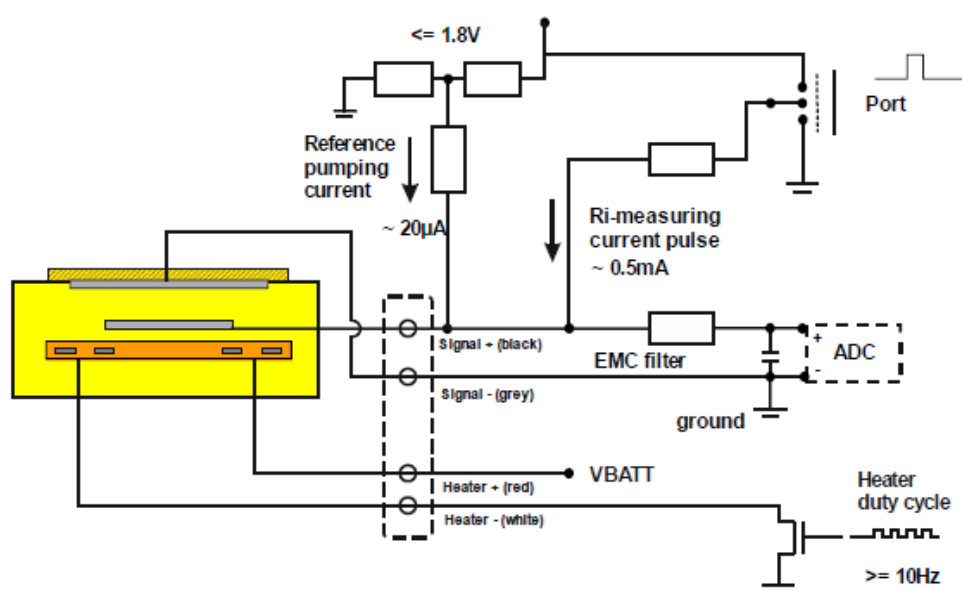 <= 1.8V
Port
Reference
pumping
current
~ 20µA
Ri-measuring
current pulse
~ 0.5mA
Signal + (black)
EMC filter
+
-
ADC
Signal - (grey)
ground
Heater + (red)
VBATT
Heater - (white)
Heater
duty cycle
>= 10Hz